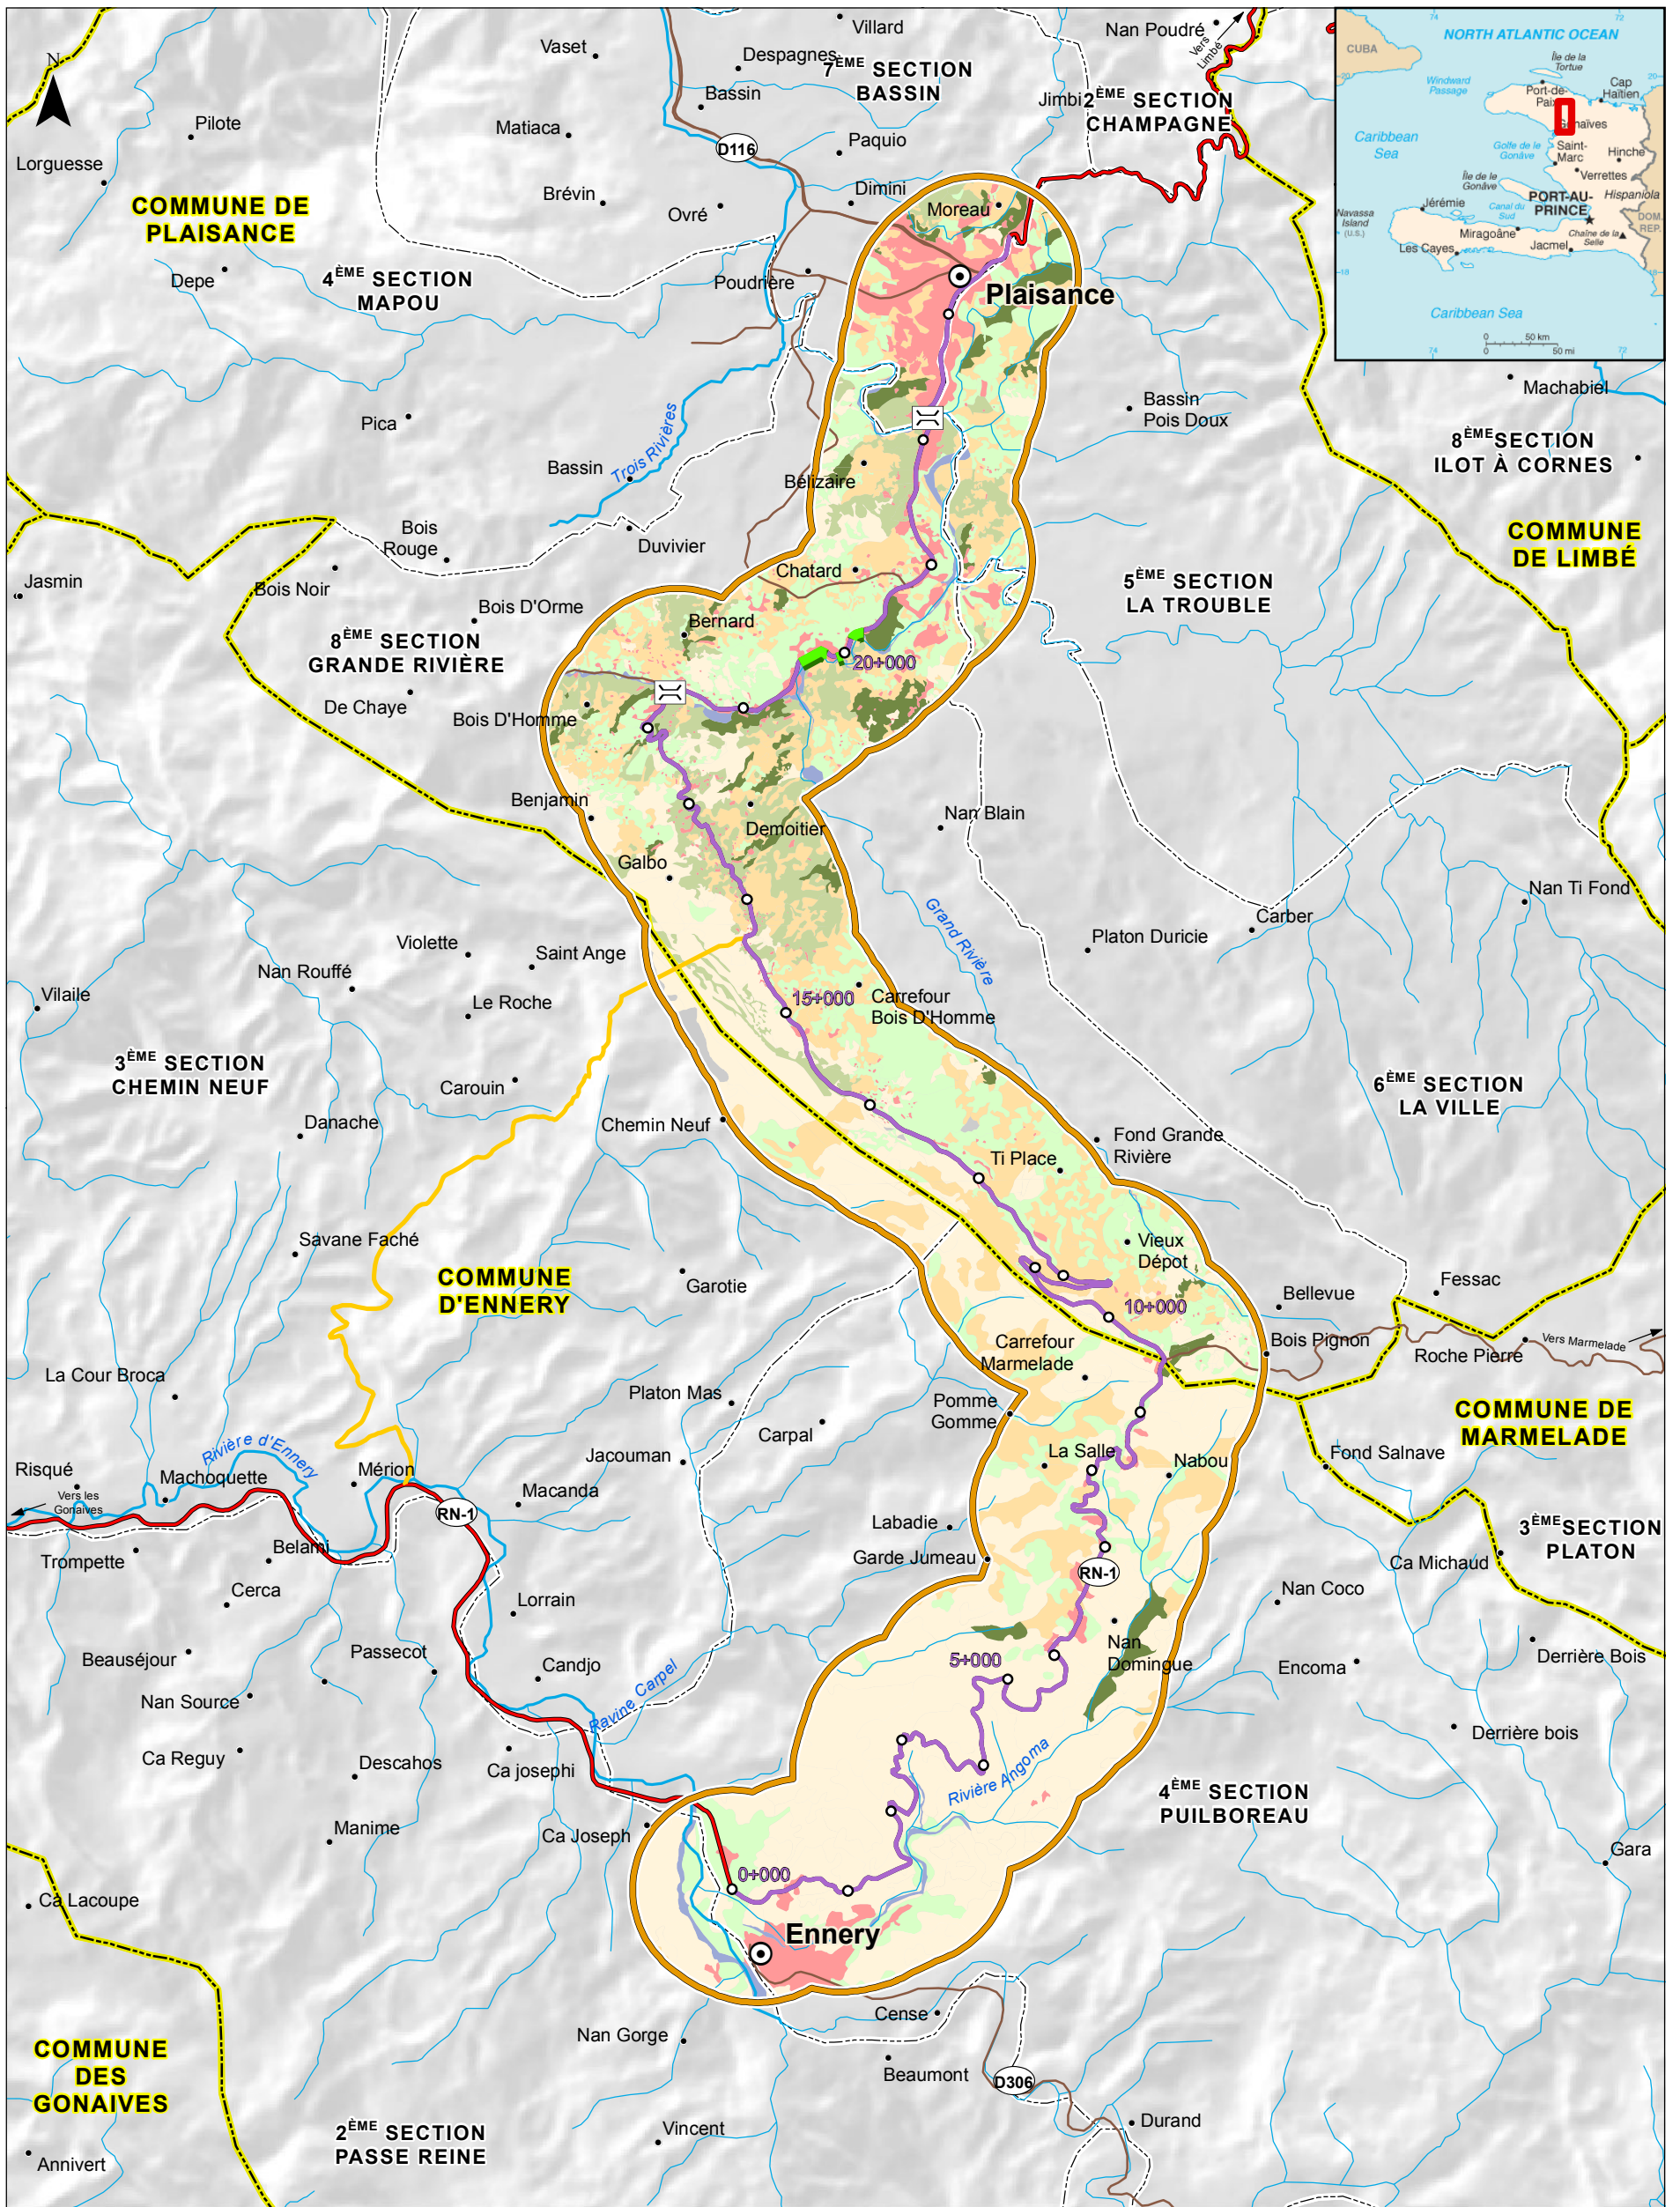 N
Vaset
Villard
Despagnes
Bassin
Matiaca
Paquio
Brévin
Ovré
Dimini
Pilote
Lorguesse
7ÈME SECTION
BASSIN
D116
Nan Poudré
Vers
Limbé
Jimbi
2ÈME SECTION
CHAMPAGNE
COMMUNE DE
PLAISANCE
Depe
4ÈME SECTION
MAPOU
Poudrière
Moreau
Plaisance
CUBA
74
72
NORTH ATLANTIC OCEAN
Île de la
Tortue
20
20
Windward
Passage
Port-de-
Paix
Cap
Haïtien
Gonaïves
Caribbean
Sea
Golfe de la
Gonâve
Saint-
Marc
Hinche
Verrettes
Île de la
Gonâve
PORT-AU-
PRINCE
Hispaniola
Navassa
Island
(U.S.)
Jérémie
Canal du
Sud
DOM.
REP.
Miragoâne
Chaîne de la
Selle
Les Cayes
Jacmel
18
18
Caribbean Sea
0 50 km
0 50 mi
74
72
Pica
Bassin
Trois Rivières
Bélizaire
Bassin
Pois Doux
Machabiel
8ÈME SECTION
ILOT À CORNES
COMMUNE
DE LIMBÉ
Jasmin
Bois
Rouge
Bois Noir
Duvivier
Chatard
Bois D'Orme
Bernard
8ÈME SECTION
GRANDE RIVIÈRE
De Chaye
Bois D'Homme
20+000
5ÈME SECTION
LA TROUBLE
Benjamin
Demoitier
Galbo
Nan Blain
Grand Rivière
Nan Ti Fond
Carber
Platon Duricie
Violette
Saint Ange
Nan Rouffé
Le Roche
Vilaile
15+000
Carrefour
Bois D'Homme
3ÈME SECTION
CHEMIN NEUF
Carouin
Danache
Chemin Neuf
6ÈME SECTION
LA VILLE
Fond Grande
Rivière
Ti Place
Savane Faché
COMMUNE
D'ENNERY
Garotie
Vieux
Dépot
10+000
Bellevue
Fessac
Bois Pignon
Vers Marmelade
Roche Pierre
Carrefour
Marmelade
La Cour Broca
Platon Mas
Carpal
Pomme
Gomme
COMMUNE DE
MARMELADE
Rivière d'Ennery
Risqué
Vers les
Gonaives
Machoquette
Mérion
Jacouman
Macanda
La Salle
Nabou
Fond Salnave
RN-1
Labadie
Garde Jumeau
RN-1
3ÈME SECTION
PLATON
Ca Michaud
Trompette
Belami
Cerca
Lorrain
Nan Coco
Beauséjour
Passecot
Candjo
Nan
Domingue
5+000
Encoma
Derrière Bois
Nan Source
Ravine Carpel
Ca Reguy
Descahos
Ca josephi
Rivière Angoma
Derrière bois
4ÈME SECTION
PUILBOREAU
Manime
Ca Joseph
0+000
Gara
Ca Lacoupe
Ennery
Cense
Nan Gorge
Beaumont
D306
COMMUNE
DES
GONAIVES
2ÈME SECTION
PASSE REINE
Vincent
Durand
Annivert